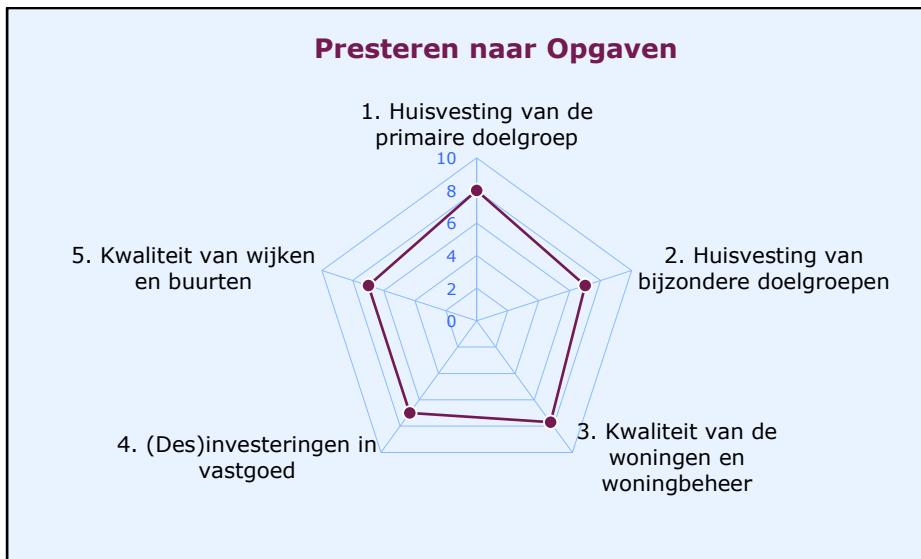 Presteren naar Opgaven
1. Huisvesting van de
primaire doelgroep
10
8
6
4
2
0
5. Kwaliteit van wijken
en buurten
2. Huisvesting van
bijzondere doelgroepen
4. (Des)investeringen in
vastgoed
3. Kwaliteit van de
woningen en
woningbeheer